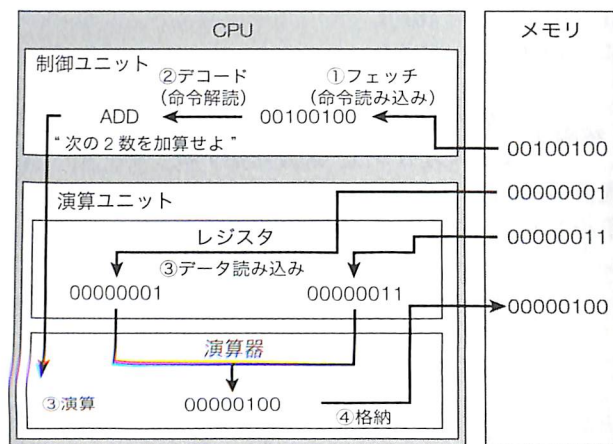 CPU
メモリ
制御ユニット
②デコード
(命令解読)
①フェッチ
(命令読み込み)
ADD
00100100
“次の2数を加算せよ”
00100100
00000001
演算ユニット
レジスタ
00000011
③データ読み込み
00000001
00000011
00000100
演算器
③演算
00000100
④格納